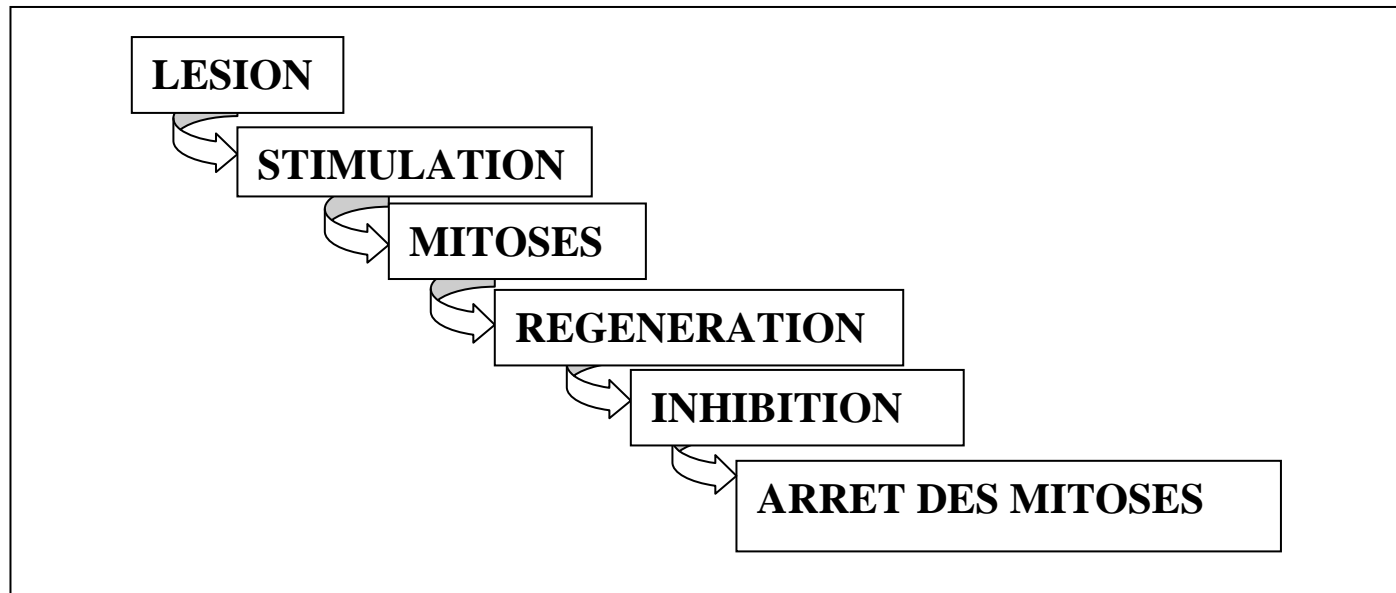 LESION
STIMULATION
MITOSES
REGENERATION
INHIBITION
ARRET DES MITOSES